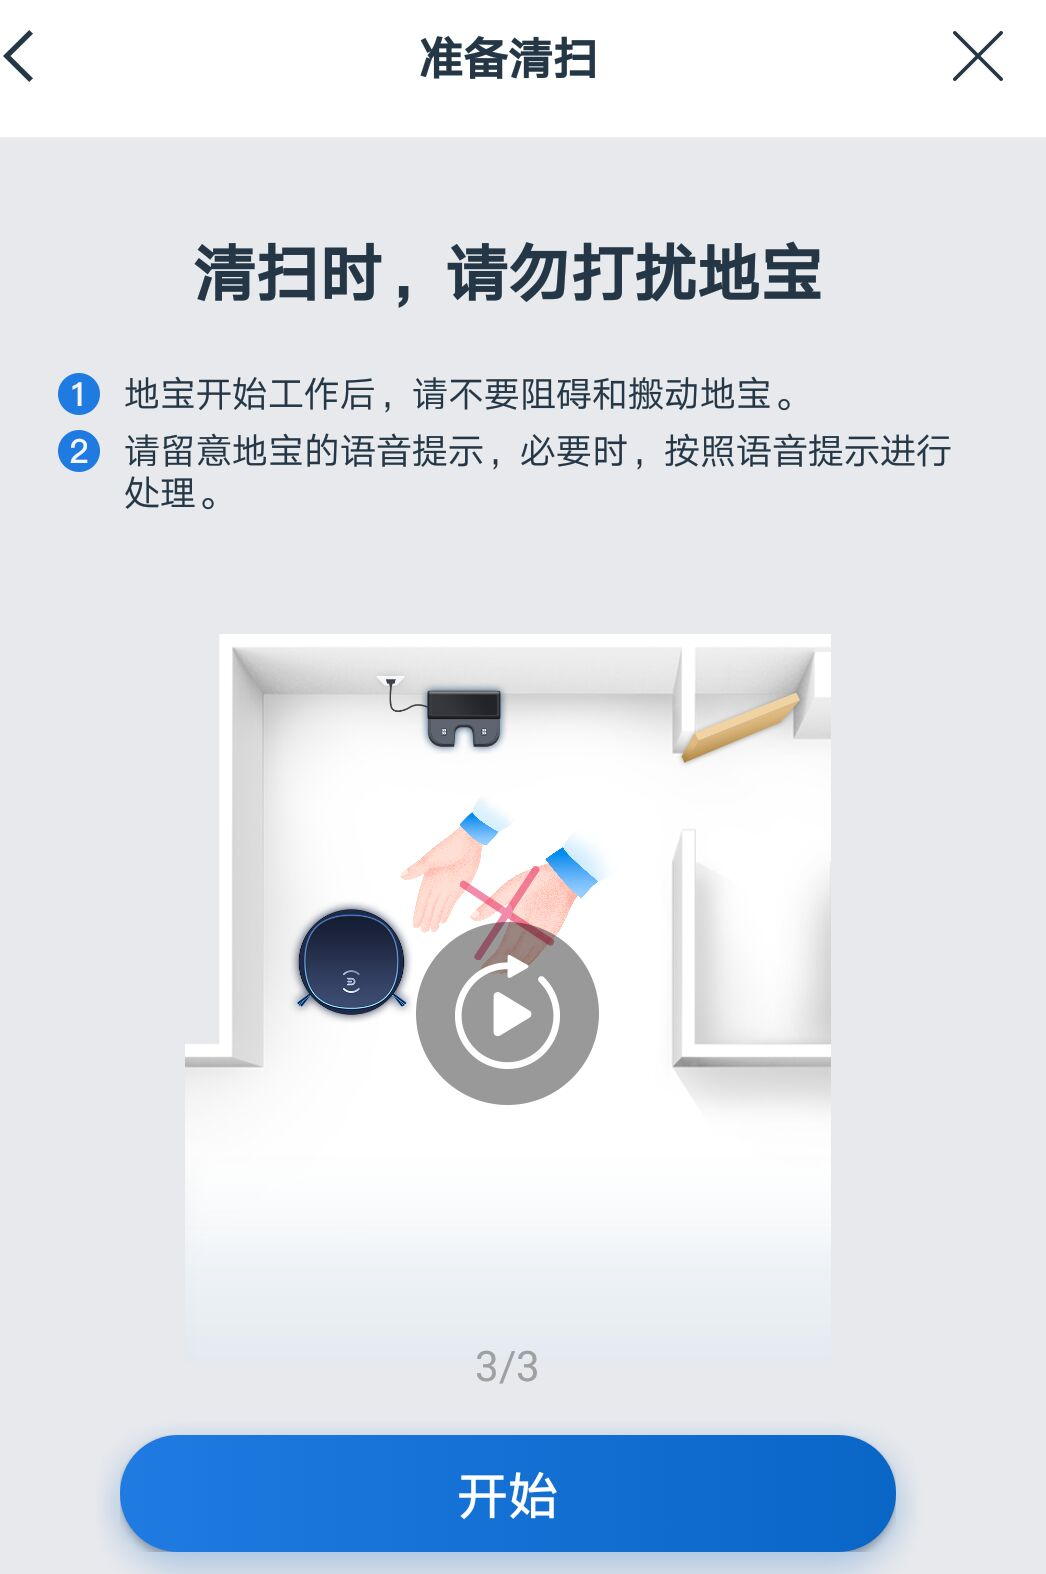 准备清扫
清扫时，请勿打扰地宝
1 地宝开始工作后，请不要阻碍和搬动地宝。
2 请留意地宝的语音提示，必要时，按照语音提示进行
处理。
3/3
开始